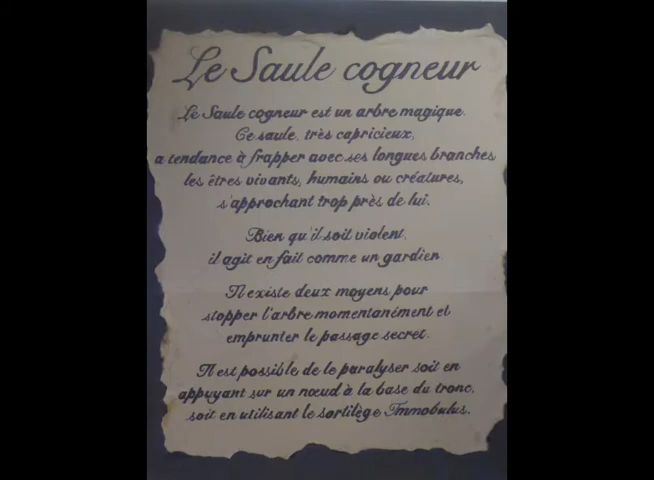 Le Saule cogneur
Le Saule cogneur est un arbre magique.
Ce saule, très capricieux,
a tendance à frapper avec ses longues branches
les êtres vivants, humains ou créatures,
s'approchant trop près de lui.
Bien qu'il soit violent,
il agit en fait comme un gardien
Il existe deux moyens pour
stopper l'arbre momentanément et
emprunter le passage secret.
Il est possible de le paralyser soit en
appuyant sur un nœud à la base du tronc,
soit en utilisant le sortilège Immobulus.